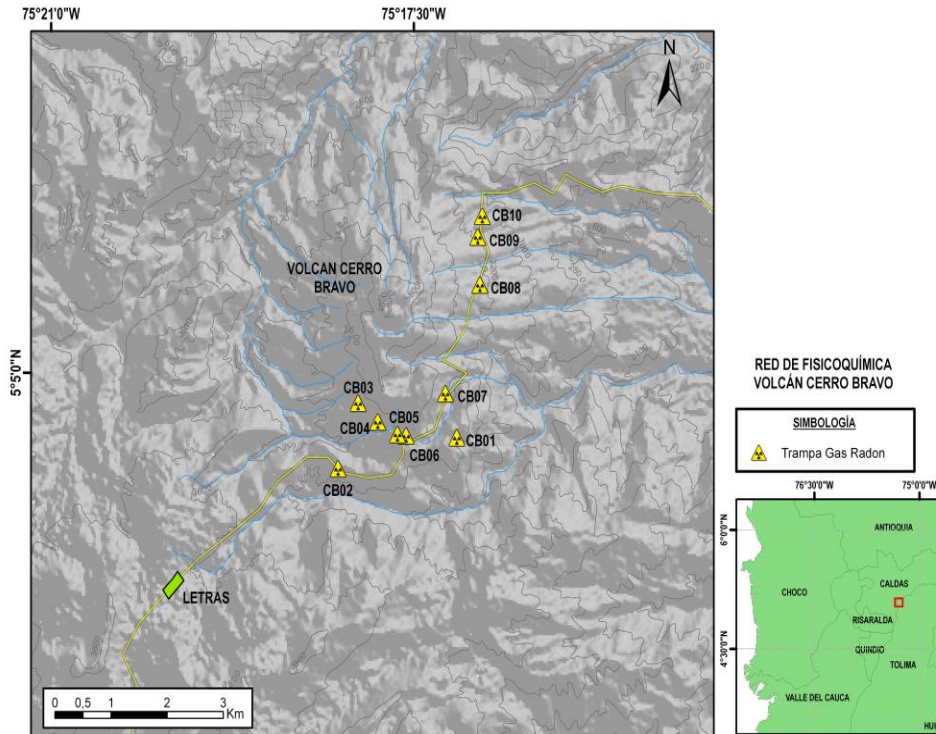 75°21'0"W
75°17'30"W
N
2200
2800
CB10
CB09
CB08
VOLCAN CERRO
BRAVO
5°5'0"N
CB03
CB07
CB04
CB05
CB01
CB06
CB02
LETRAS
0 0,5 1 2 3
Km
RED DE FISICOQUÍMICA
VOLCÁN CERRO BRAVO
SIMBOLOGÍA
Trampa Gas Radon
76°30'0"W
75°0'0"W
6°0'0"N
ANTIOQUIA
CHOCO
CALDAS
RISARALDA
4°30'0"N
QUINDIO
TOLIMA
VALLE DEL CAUCA